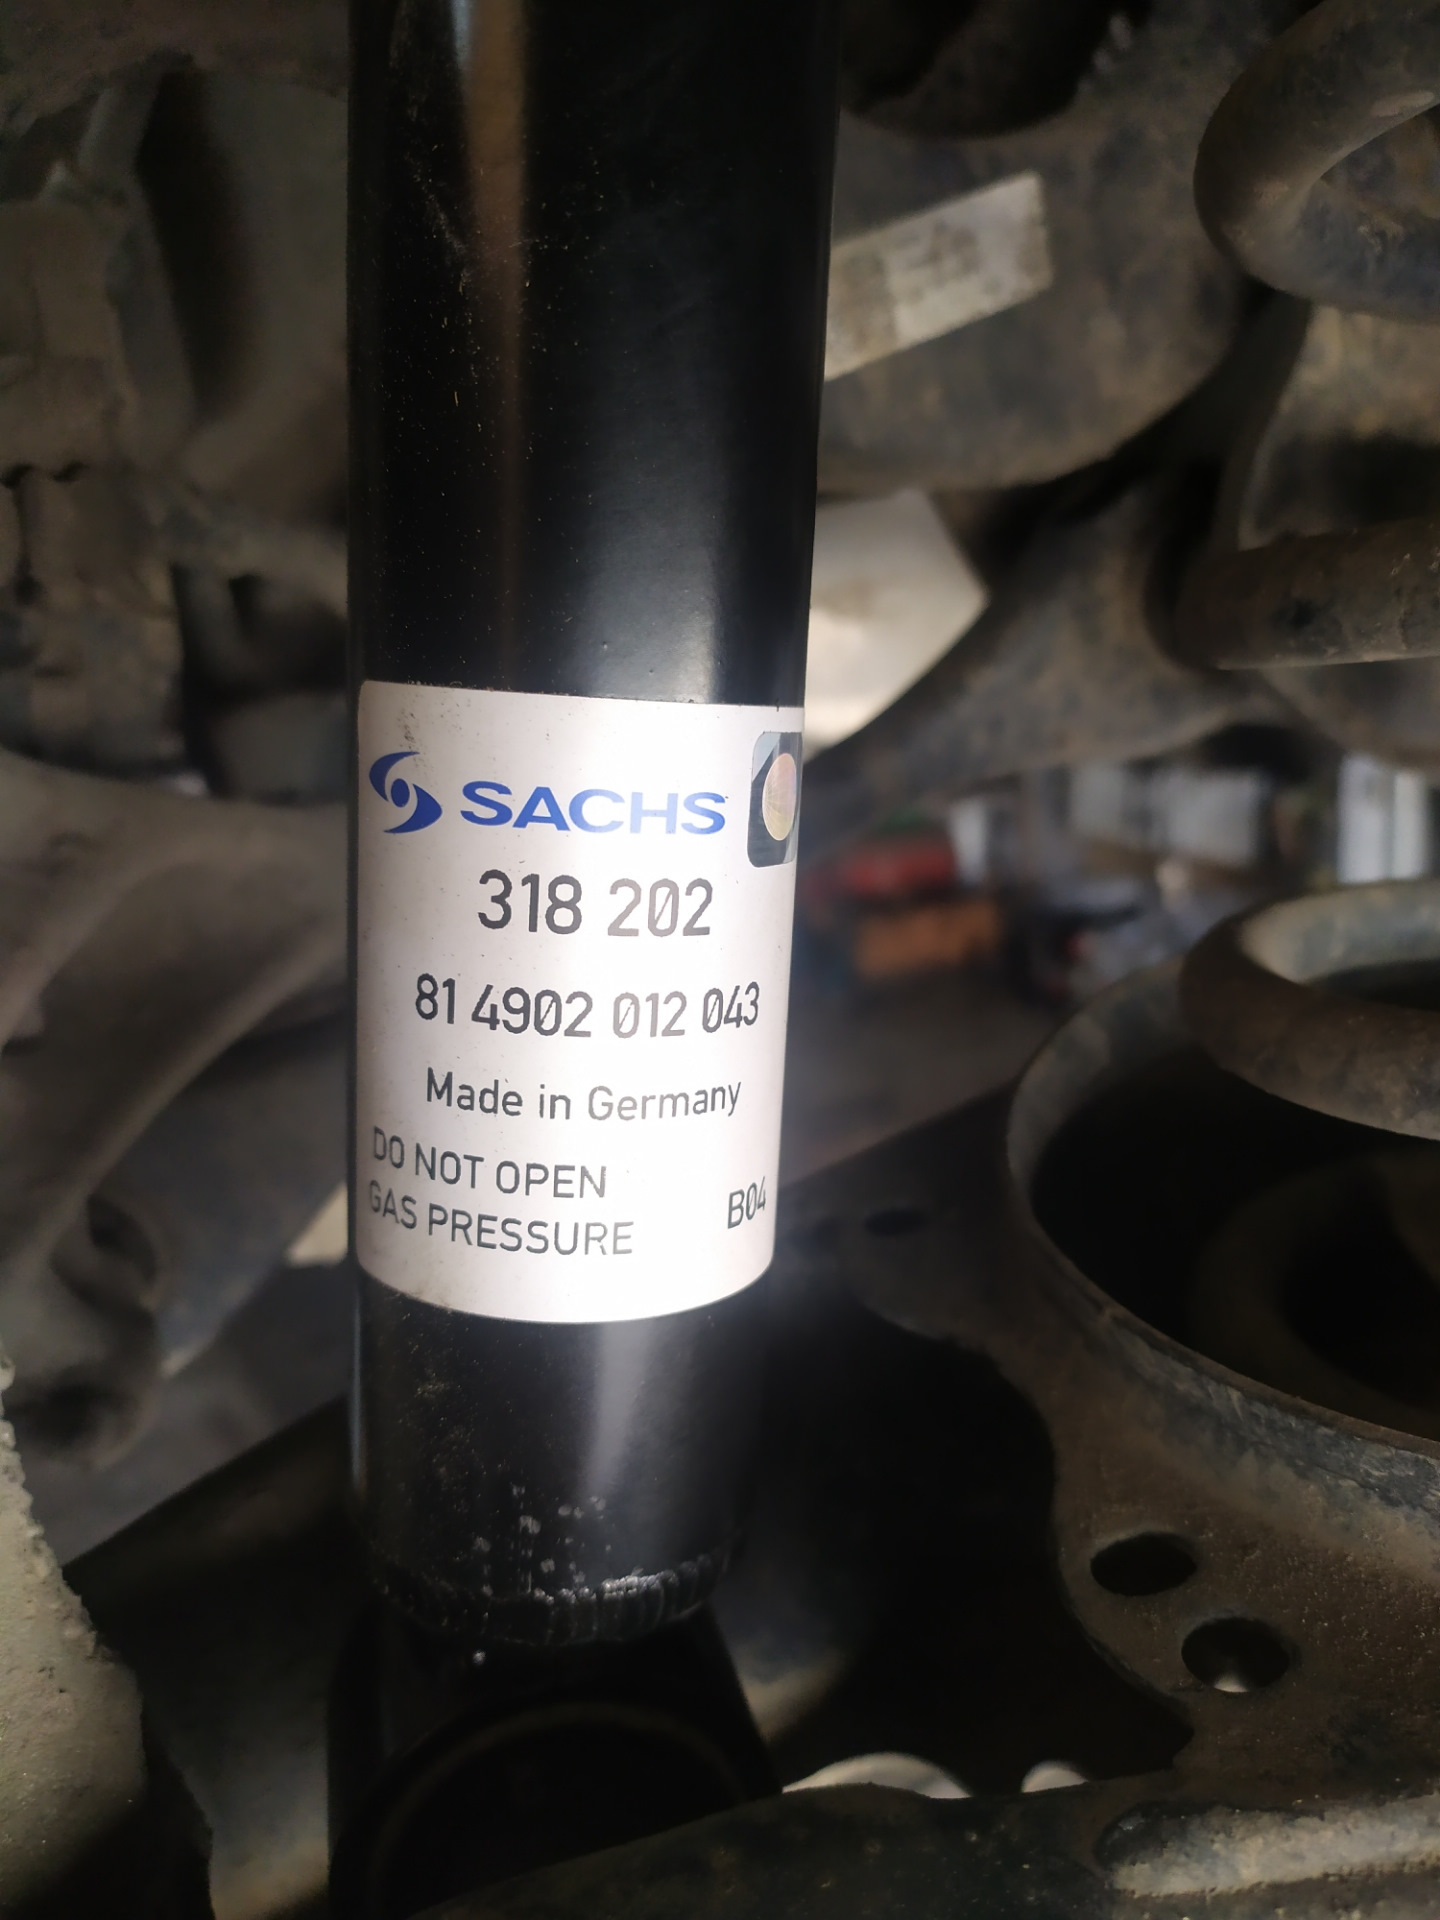 SACHS
318 202
81 4902 012 043
Made in Germany
DO NOT OPEN
GAS PRESSURE
B04